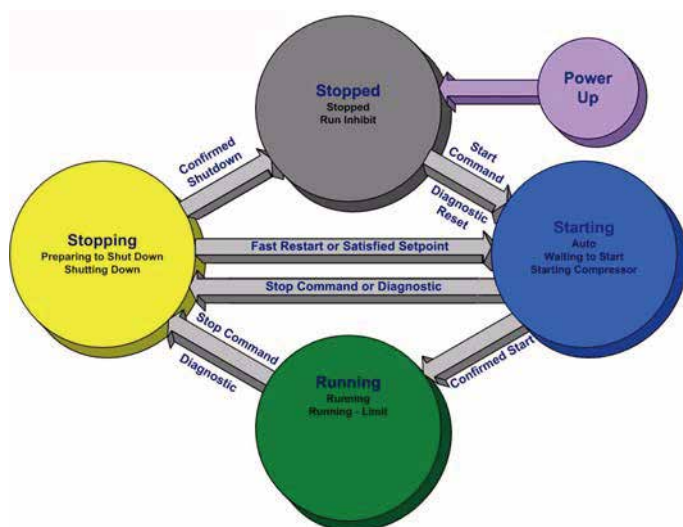 Stopped
Stopped
Run Inhibit
Power
Up
Confirmed
Shutdown
Start
Command
Diagnostic
Reset
Stopping
Preparing to Shut Down
Shutting Down
Fast Restart or Satisfied Setpoint
Starting
Auto
Waiting to Start
Starting Compressor
Stop Command or Diagnostic
Stop Command
Diagnostic
Confirmed Start
Running
Running
Running - Limit